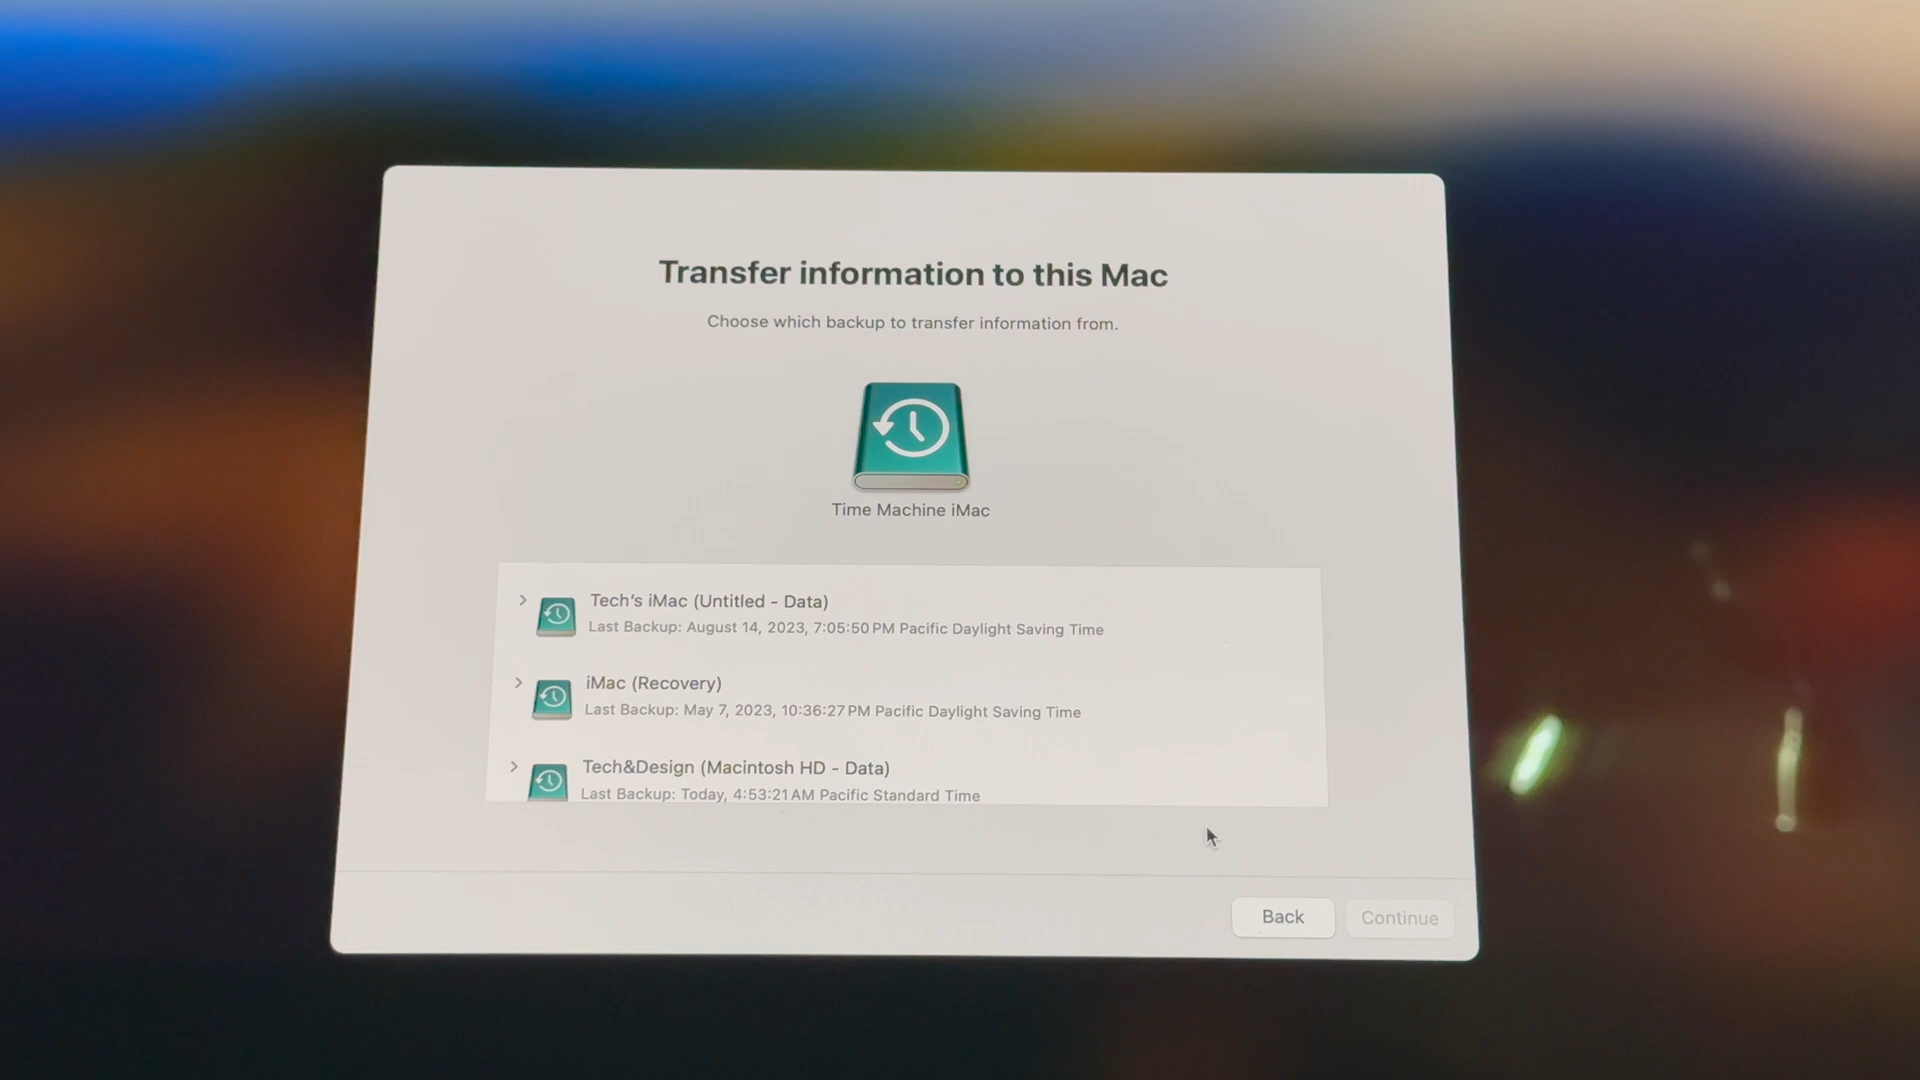 Transfer information to this Mac
Choose which backup to transfer information from.
Time Machine iMac
Tech's iMac (Untitled - Data)
Last Backup: August 14, 2023, 7:05:50 PM Pacific Daylight Saving Time
iMac (Recovery)
Last Backup: May 7, 2023, 10:36:27 PM Pacific Daylight Saving Time
Tech&Design (Macintosh HD - Data)
Last Backup: Today, 4:53:21 AM Pacific Standard Time
Back
Continue